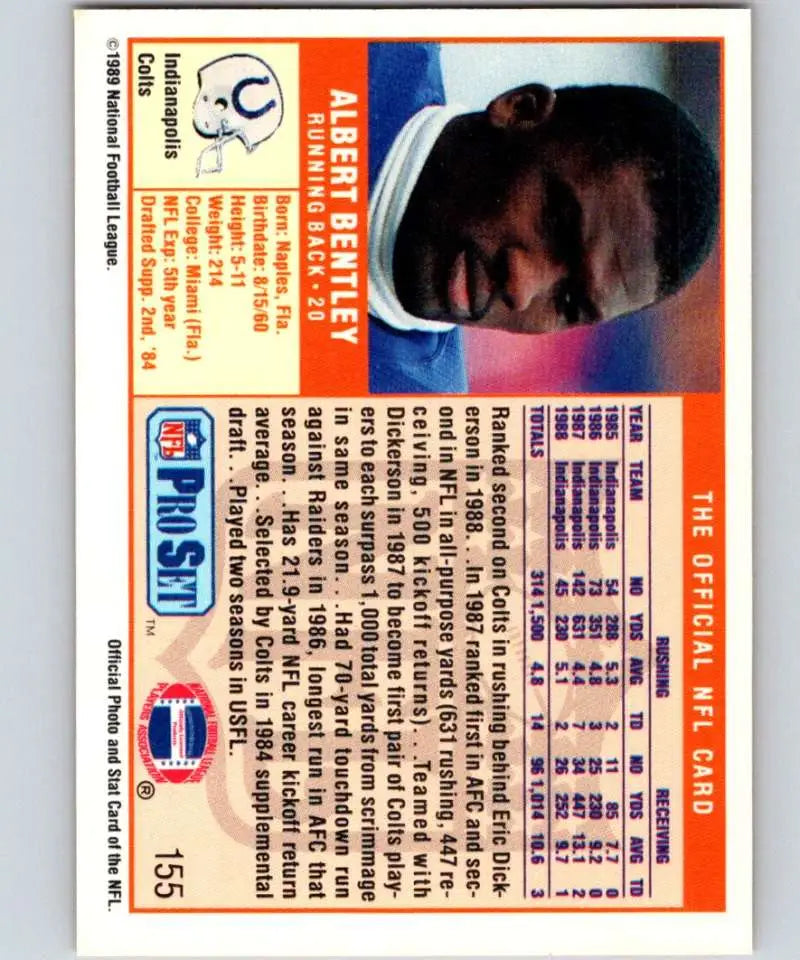 THE OFFICIAL NFL CARD
ALBERT BENTLEY
RUNNING BACK • 20
Indianapolis
Colts
Born: Naples, Fla.
Birthdate: 8/15/60
Height: 5-11
Weight: 214
College: Miami (Fla.)
NFL Exp: 5th year
Drafted Supp. 2nd, '84
RUSHING RECEIVING
YEAR TEAM NO YDS AVG TD NO YDS AVG TD
1985 Indianapolis 54 288 5.3 2 11 85 7.7 0
1986 Indianapolis 73 351 4.8 3 25 230 9.2 0
1987 Indianapolis 142 631 4.4 7 34 447 13.1 2
1988 Indianapolis 45 230 5.1 2 26 252 9.7 1
TOTALS 314 1,500 4.8 14 96 1,014 10.6 3
Ranked second on Colts in rushing behind Eric Dick-
erson in 1988. . .In 1987 ranked first in AFC and sec-
ond in NFL in all-purpose yards (631 rushing, 447 re-
ceiving, 500 kickoff returns). . .Teamed with
Dickerson in 1987 to become first pair of Colts play-
ers to each surpass 1,000 total yards from scrimmage
in same season. . .Had 70-yard touchdown run
against Raiders in 1986, longest run in AFC that
season. . .Has 21.9-yard NFL career kickoff return
average. . .Selected by Colts in 1984 supplemental
draft. . .Played two seasons in USFL.
NFL
PRO SET
TM
NATIONAL FOOTBALL LEAGUE
PLAYERS ASSOCIATION
®
155
©1989 National Football League.
Official Photo and Stat Card of the NFL.